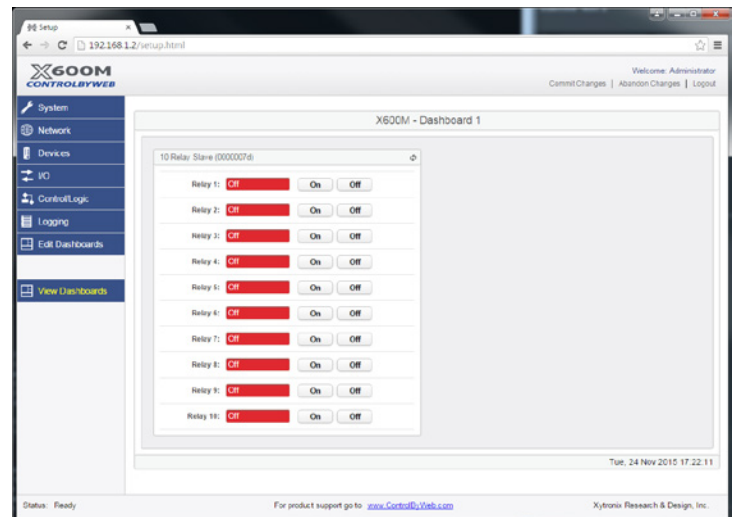 Setup
192.168.1.2/setup.html
X600M
CONTROLBYWEB
Welcome: Administrator
Commit Changes | Abandon Changes | Logout
System
Network
Devices
I/O
Control/Logic
Logging
Edit Dashboards
View Dashboards
X600M - Dashboard 1
10 Relay Slave (0000007d)
Relay 1: Off On Off
Relay 2: Off On Off
Relay 3: Off On Off
Relay 4: Off On Off
Relay 5: Off On Off
Relay 6: Off On Off
Relay 7: Off On Off
Relay 8: Off On Off
Relay 9: Off On Off
Relay 10: Off On Off
Tue, 24 Nov 2015 17:22:11
Status: Ready
For product support go to www.ControlByWeb.com
Xytronix Research & Design, Inc.